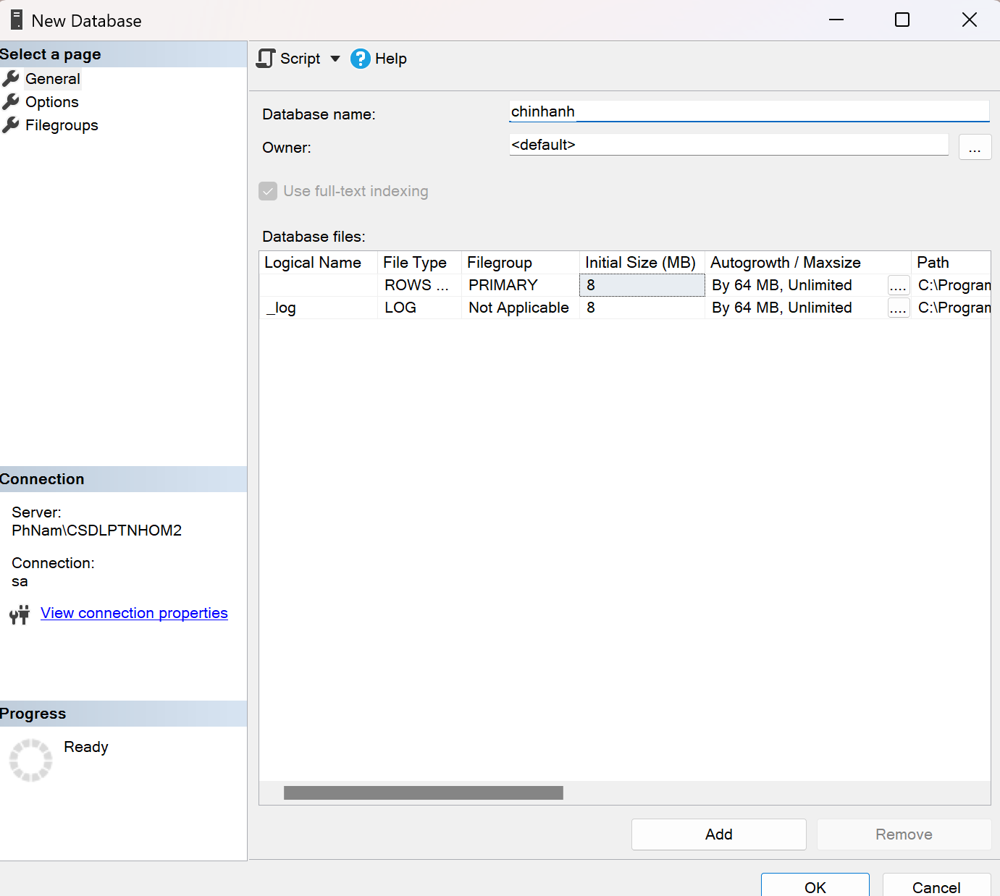 New Database
Select a page
General
Options
Filegroups
Script
Help
Database name:
chinhanh
Owner:
<default>
...
Use full-text indexing
Database files:
Logical Name File Type Filegroup Initial Size (MB) Autogrowth / Maxsize Path
ROWS ... PRIMARY 8 By 64 MB, Unlimited .... C:\Program
_log LOG Not Applicable 8 By 64 MB, Unlimited .... C:\Program
Connection
Server:
PhNam\CSDLPTNHOM2
Connection:
sa
View connection properties
Progress
Ready
Add
Remove
OK
Cancel